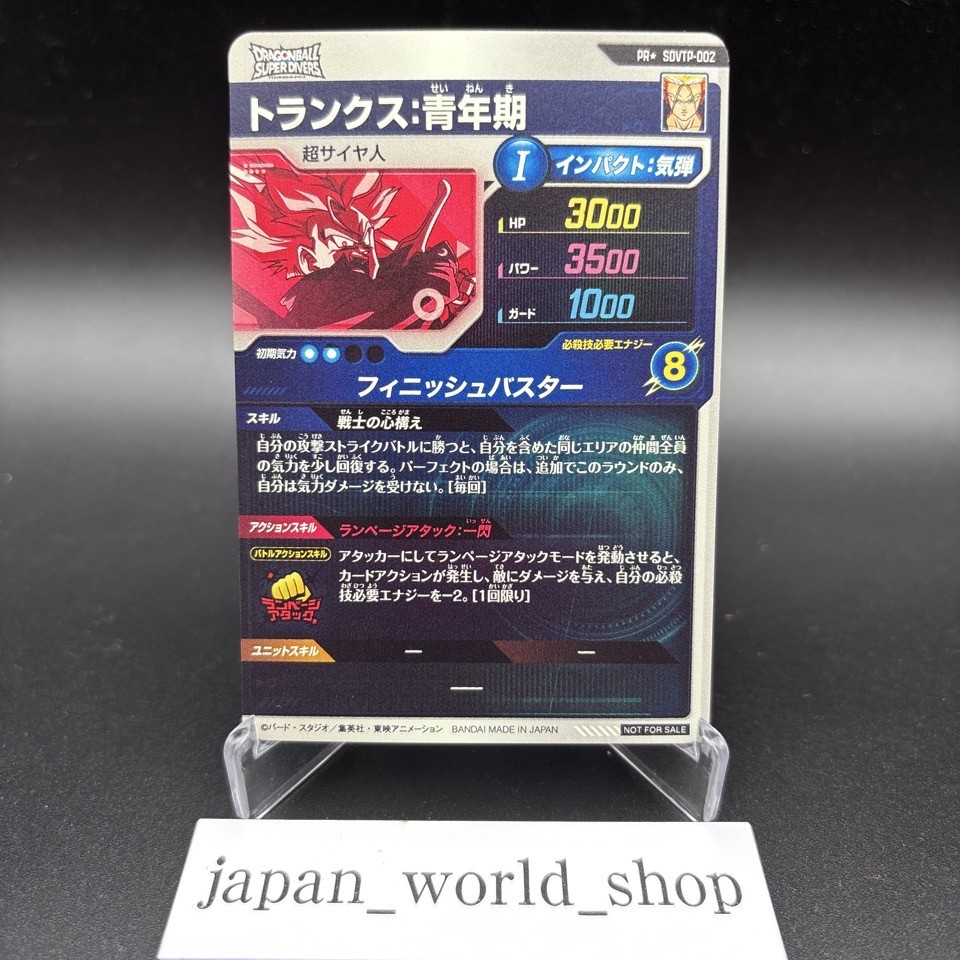 DRAGONBALL
SUPER DIVERS
PR★ SDVTP-002
トランクス:青年期
せい ねん き
超サイヤ人
I インパクト:気弾
HP 3000
パワー 3500
ガード 1000
初期気力
必殺技必要エナジー
8
フィニッシュバスター
スキル 戦士の心構え
自分の攻撃ストライクバトルに勝つと、自分を含めた同じエリアの仲間全員
の気力を少し回復する。パーフェクトの場合は、追加でこのラウンドのみ、
自分は気力ダメージを受けない。[毎回]
アクションスキル ランページアタック:一閃
バトルアクションスキル
アタッカーにしてランページアタックモードを発動させると、
カードアクションが発生し、敵にダメージを与え、自分の必殺
技必要エナジーを-2。[1回限り]
ランページ
アタック
ユニットスキル — —
—
©バード・スタジオ/集英社・東映アニメーション BANDAI MADE IN JAPAN NOT FOR SALE
japan_world_shop